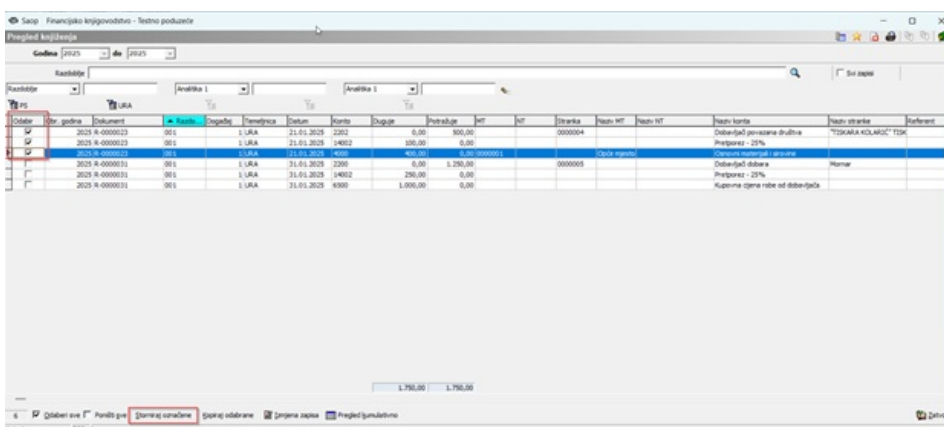 Saop Financijsko knjigovodstvo - Testno poduzeće
Pregled knjiženja
Godina 2025 do 2025
Razdoblje Svi zapisi
Razdoblje Analitika 1 Analitika 1
PS URA
Odabir Obr. godina Dokument Razdo... Događaj Temeljnica Datum Konto Duguje Potražuje MT NT Stranka Naziv MT Naziv NT Naziv konta Naziv stranke Referent
2025 R-0000023 001 1 URA 21.01.2025 2202 0,00 500,00 0000004 Dobavljač povezana društva "TISKARA KOLARIĆ" TISK
2025 R-0000023 001 1 URA 21.01.2025 14002 100,00 0,00 Pretporez - 25%
2025 R-0000023 001 1 URA 21.01.2025 4000 400,00 0,00 0000001 Opće mjesto Osnovni materijali i sirovine
2025 R-0000031 001 1 URA 31.01.2025 2200 0,00 1.250,00 0000005 Dobavljač dobara Mornar
2025 R-0000031 001 1 URA 31.01.2025 14002 250,00 0,00 Pretporez - 25%
2025 R-0000031 001 1 URA 31.01.2025 6500 1.000,00 0,00 Kupovna cijena robe od dobavljača
1.750,00 1.750,00
6 Odaberi sve Poništi sve Storniraj označene Kopiraj odabrane Izmjena zapisa Pregled kumulativno Zatvo